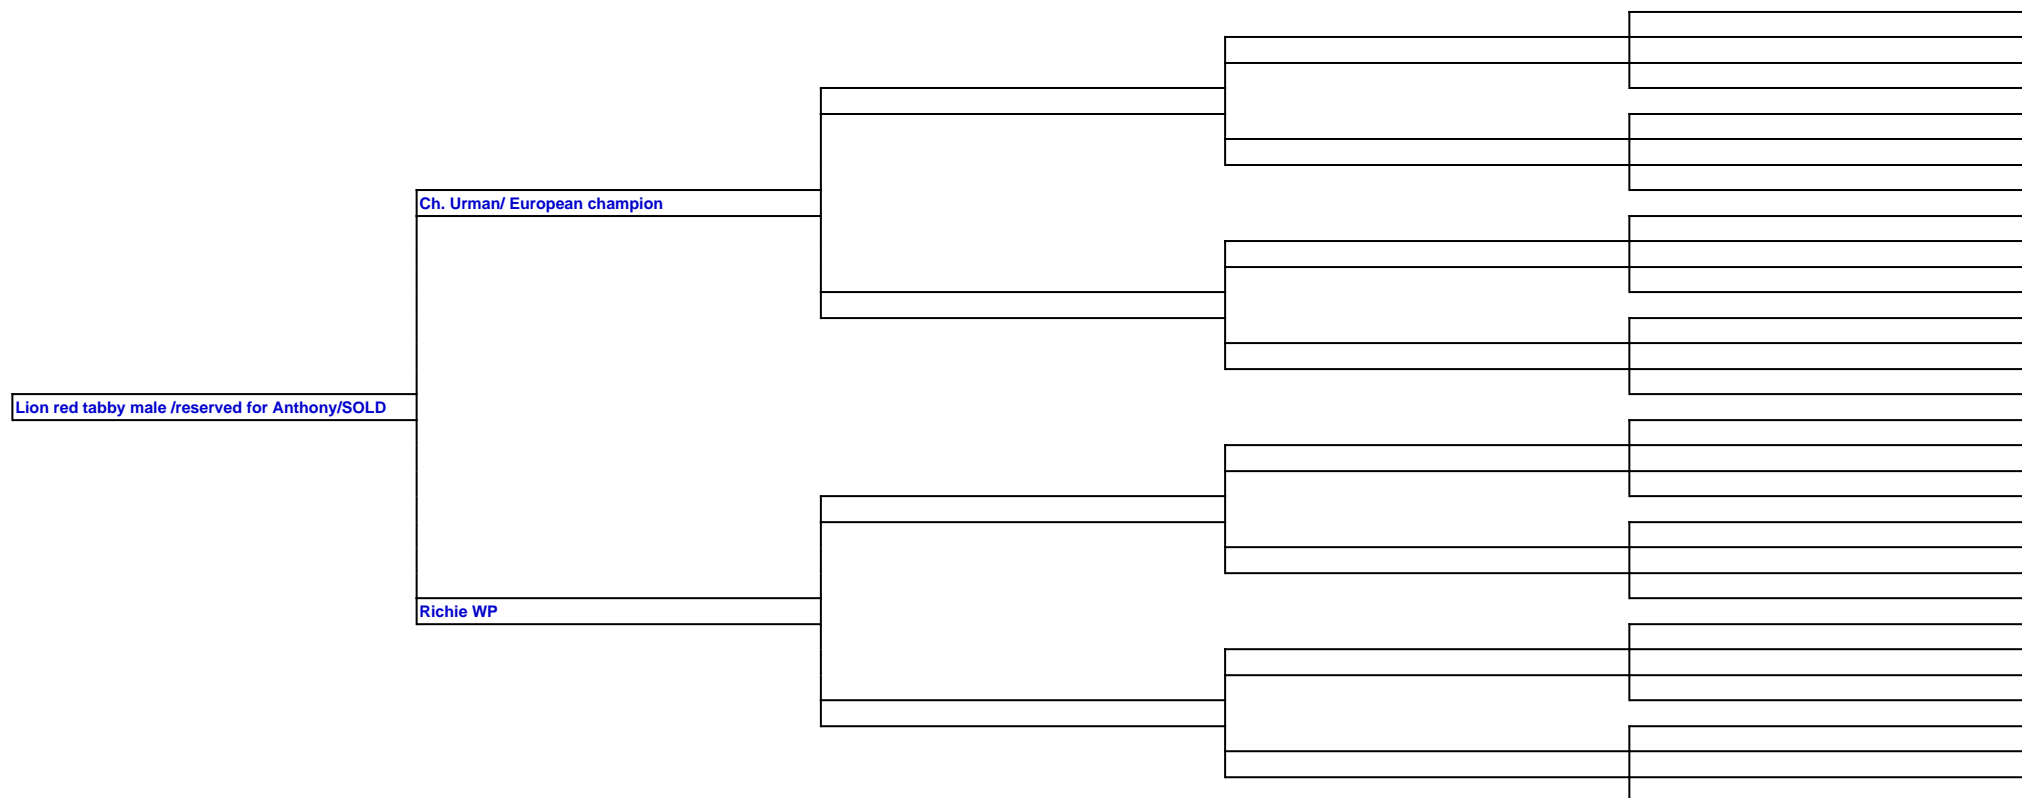 Ch. Urman/ European champion
Lion red tabby male /reserved for Anthony/SOLD
Richie WP